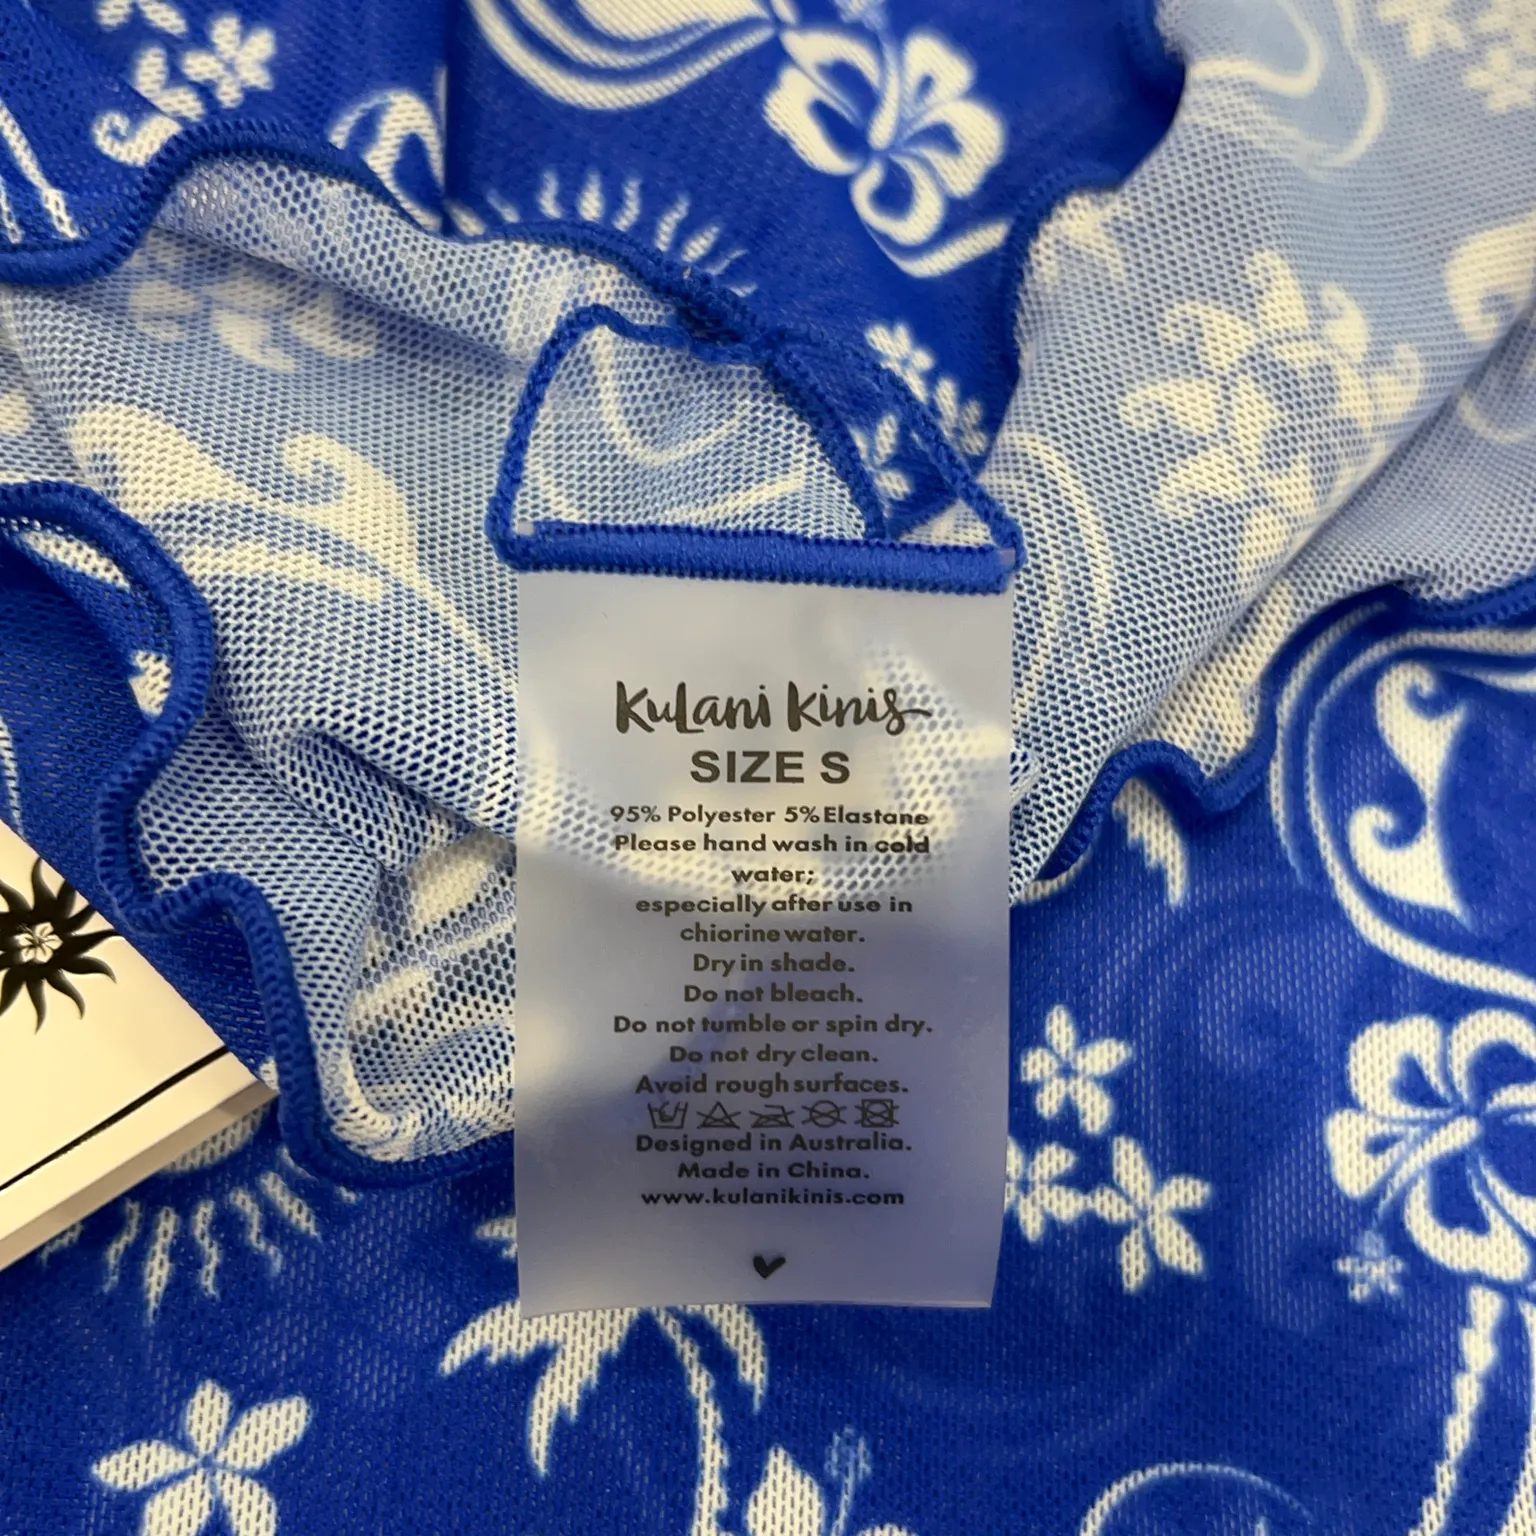 Kulani Kinis
SIZE S
95% Polyester 5% Elastane
Please hand wash in cold
water;
especially after use in
chiorine water.
Dry in shade.
Do not bleach.
Do not tumble or spin dry.
Do not dry clean.
Avoid rough surfaces.
Designed in Australia.
Made in China.
www.kulanikinis.com